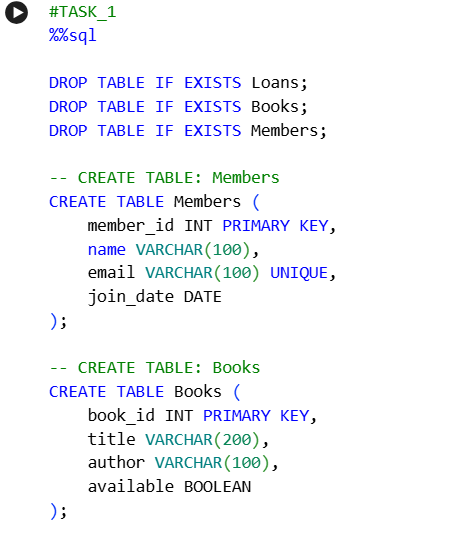 #TASK_1
%%sql

DROP TABLE IF EXISTS Loans;
DROP TABLE IF EXISTS Books;
DROP TABLE IF EXISTS Members;

-- CREATE TABLE: Members
CREATE TABLE Members (
    member_id INT PRIMARY KEY,
    name VARCHAR(100),
    email VARCHAR(100) UNIQUE,
    join_date DATE
);

-- CREATE TABLE: Books
CREATE TABLE Books (
    book_id INT PRIMARY KEY,
    title VARCHAR(200),
    author VARCHAR(100),
    available BOOLEAN
);